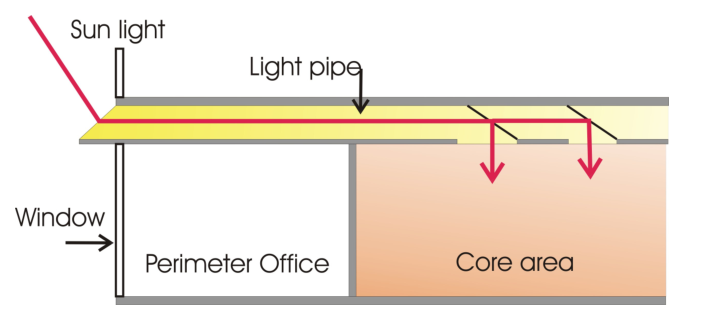 Sun light
Light pipe
Window
Perimeter Office
Core area